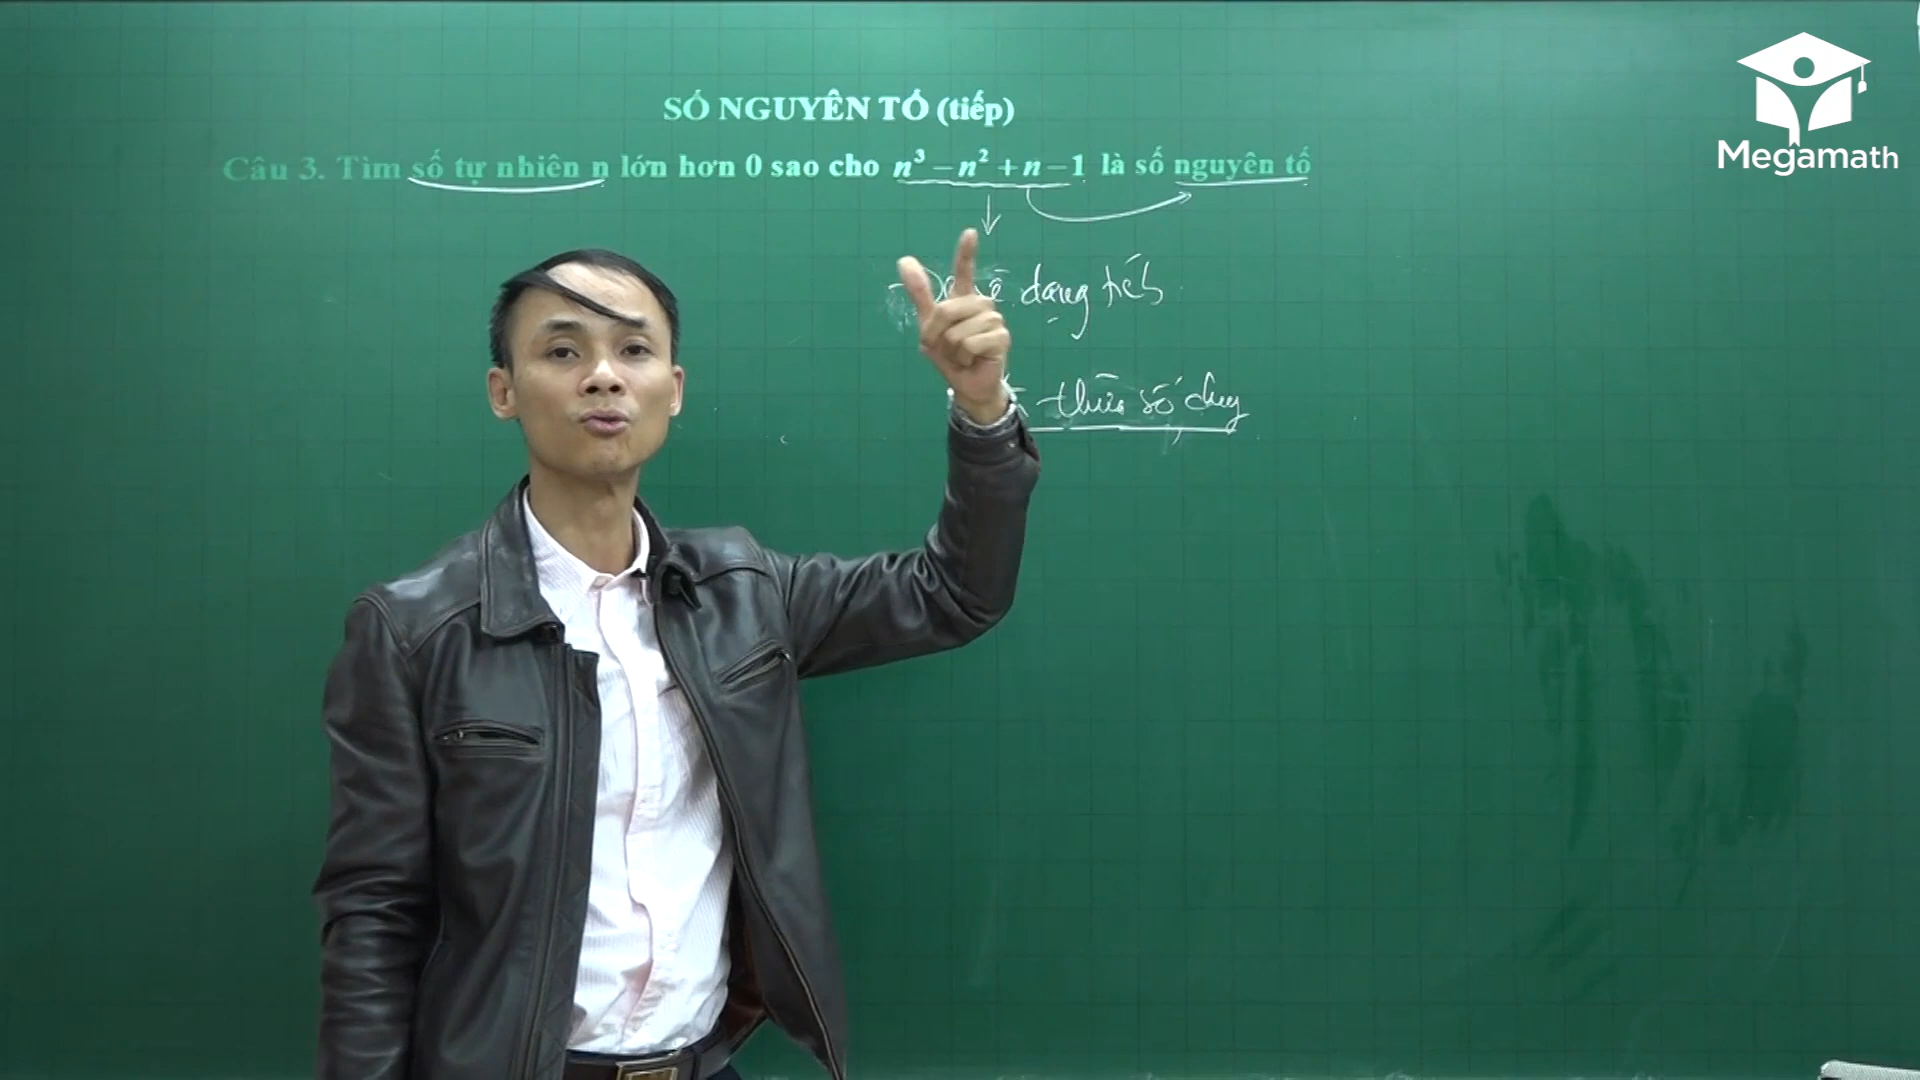 Megamath
SỐ NGUYÊN TỐ (tiếp)
Câu 3. Tìm số tự nhiên n lớn hơn 0 sao cho n³ – n² + n – 1 là số nguyên tố
dạng tích
thừa số chug